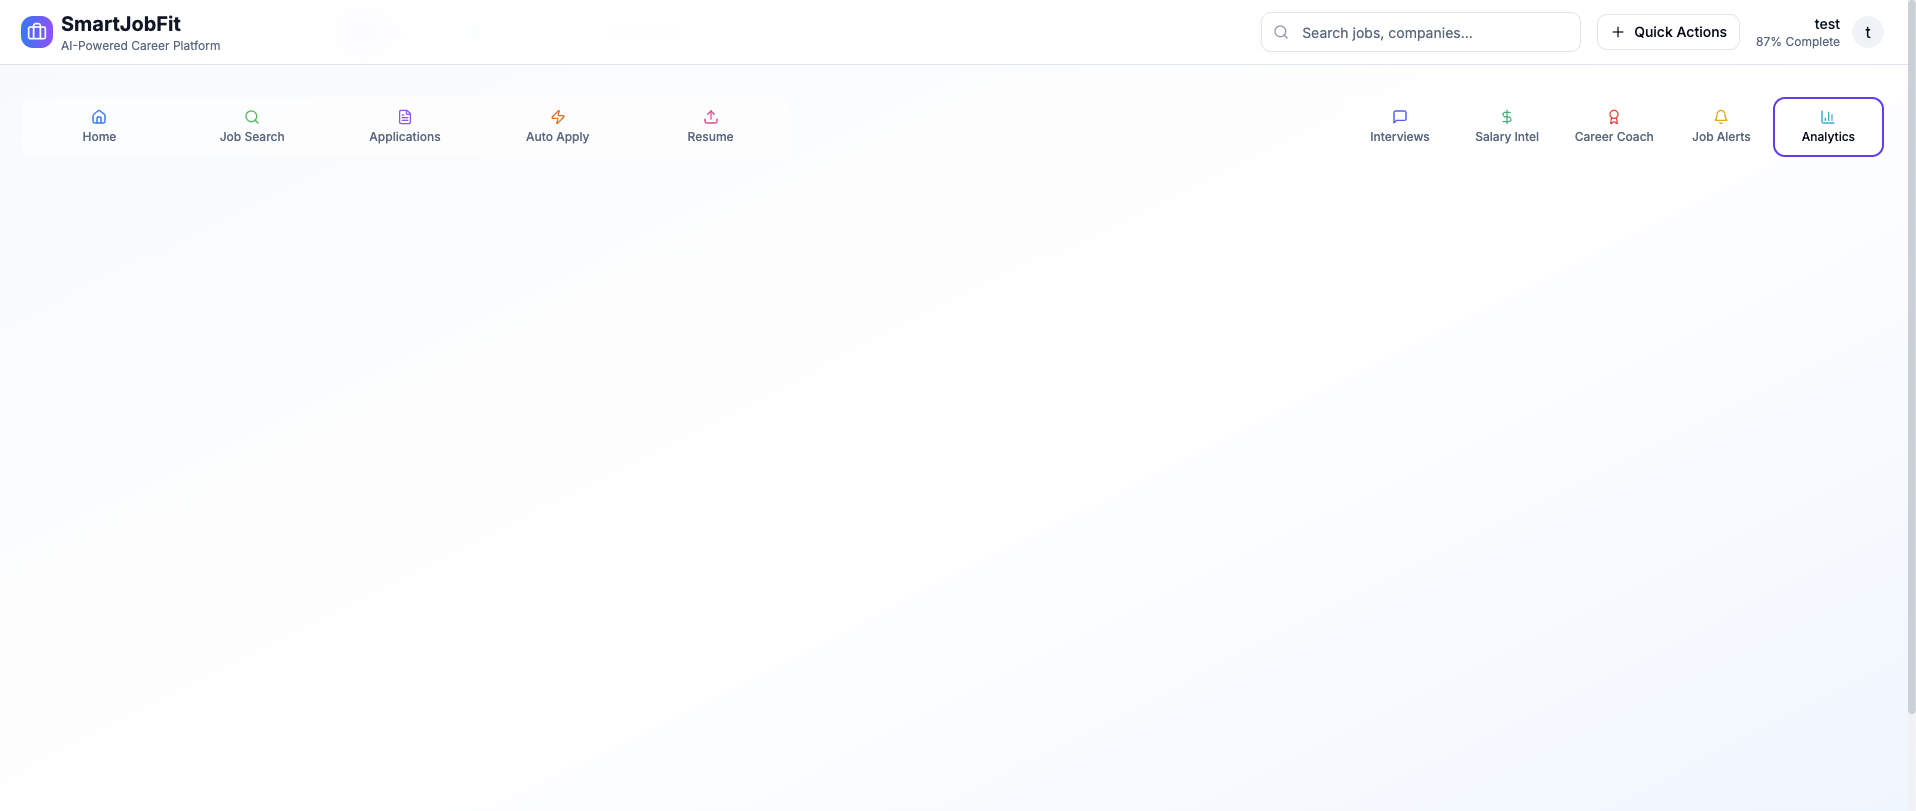 SmartJobFit
AI-Powered Career Platform
Search jobs, companies...
Quick Actions
test
87% Complete
t
Home
Job Search
Applications
Auto Apply
Resume
Interviews
Salary Intel
Career Coach
Job Alerts
Analytics